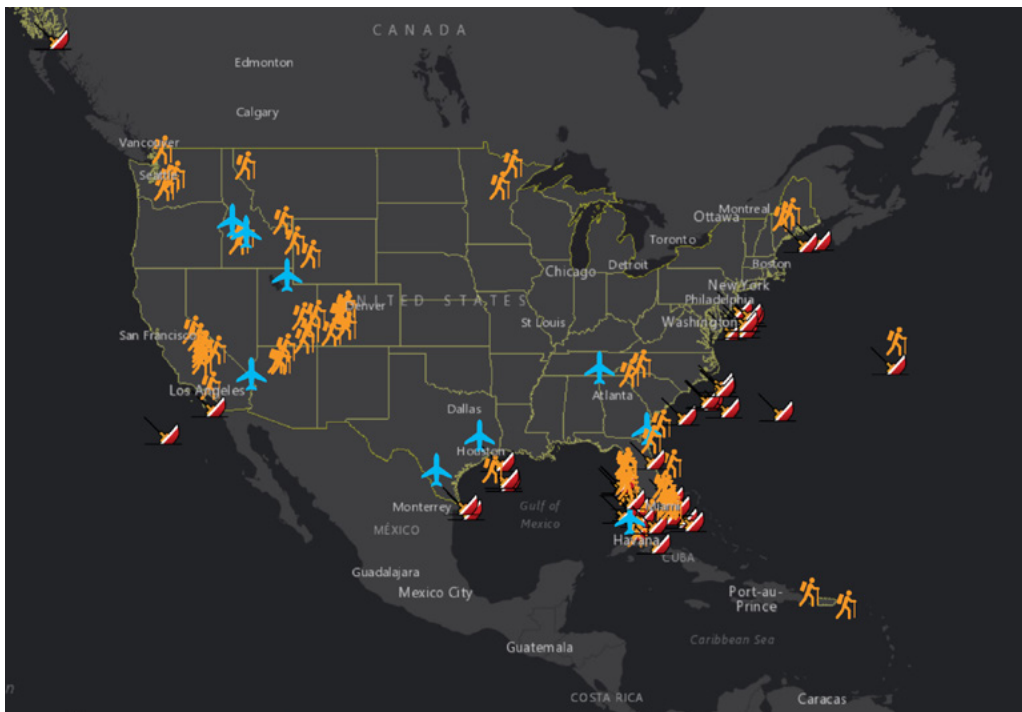 CANADA
Edmonton
Calgary
Vancouver
Seattle
Montreal
Ottawa
Toronto
Boston
Chicago
Detroit
New York
UNITED STATES
Denver
Philadelphia
St Louis
Washington
San Francisco
Los Angeles
Atlanta
Dallas
Houston
Monterrey
Gulf of
Mexico
Miami
MÉXICO
Havana
CUBA
Guadalajara
Mexico City
Port-au-
Prince
Caribbean Sea
Guatemala
COSTA RICA
Caracas